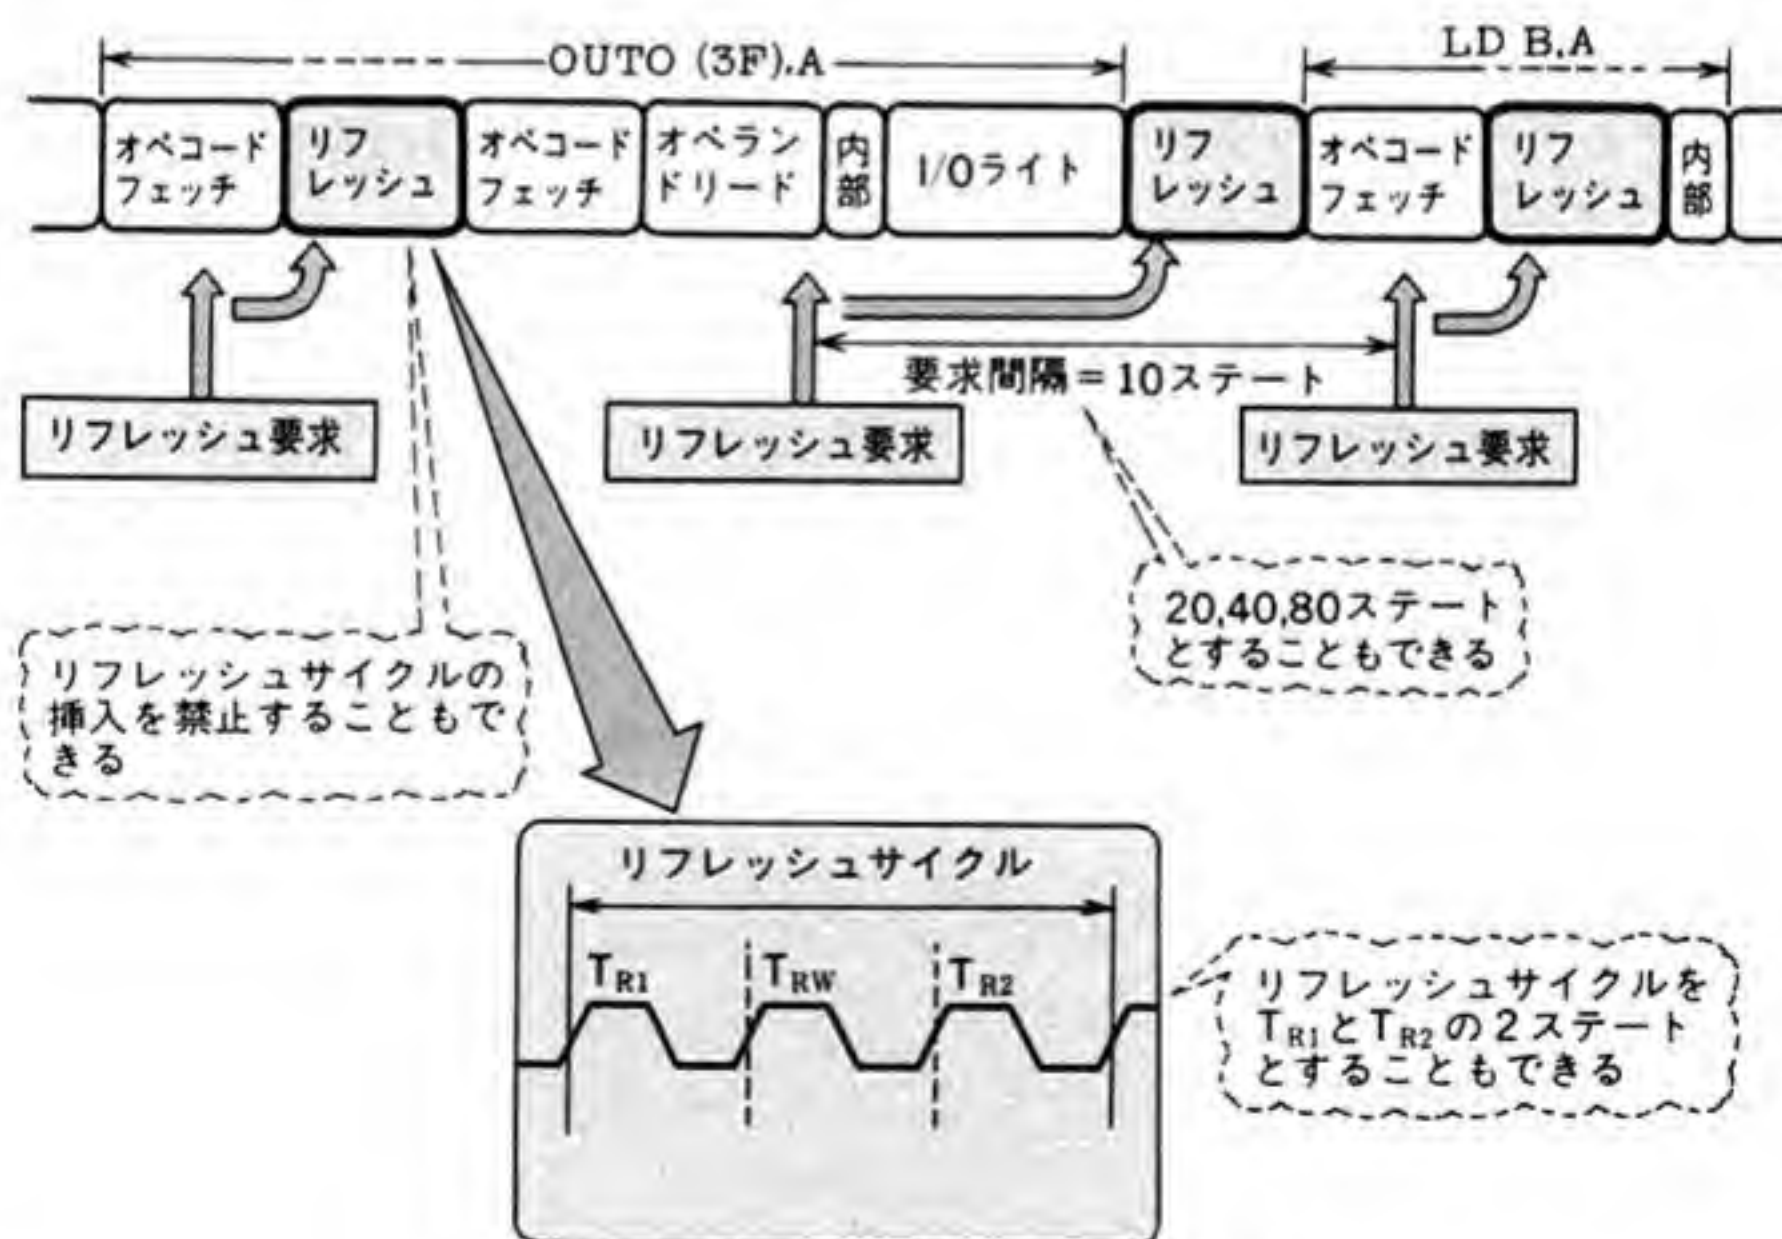 OUTO (3F).A
LD B.A
オペコード
フェッチ
リフ
レッシュ
オペコード
フェッチ
オペラン
ドリード
内
部
I/Oライト
リフ
レッシュ
オペコード
フェッチ
リフ
レッシュ
内
部
要求間隔=10ステート
リフレッシュ要求
リフレッシュ要求
リフレッシュ要求
20,40,80ステート
とすることもできる
リフレッシュサイクルの
挿入を禁止することもで
きる
リフレッシュサイクル
TR1
TRW
TR2
リフレッシュサイクルを
TR1とTR2の2ステート
とすることもできる